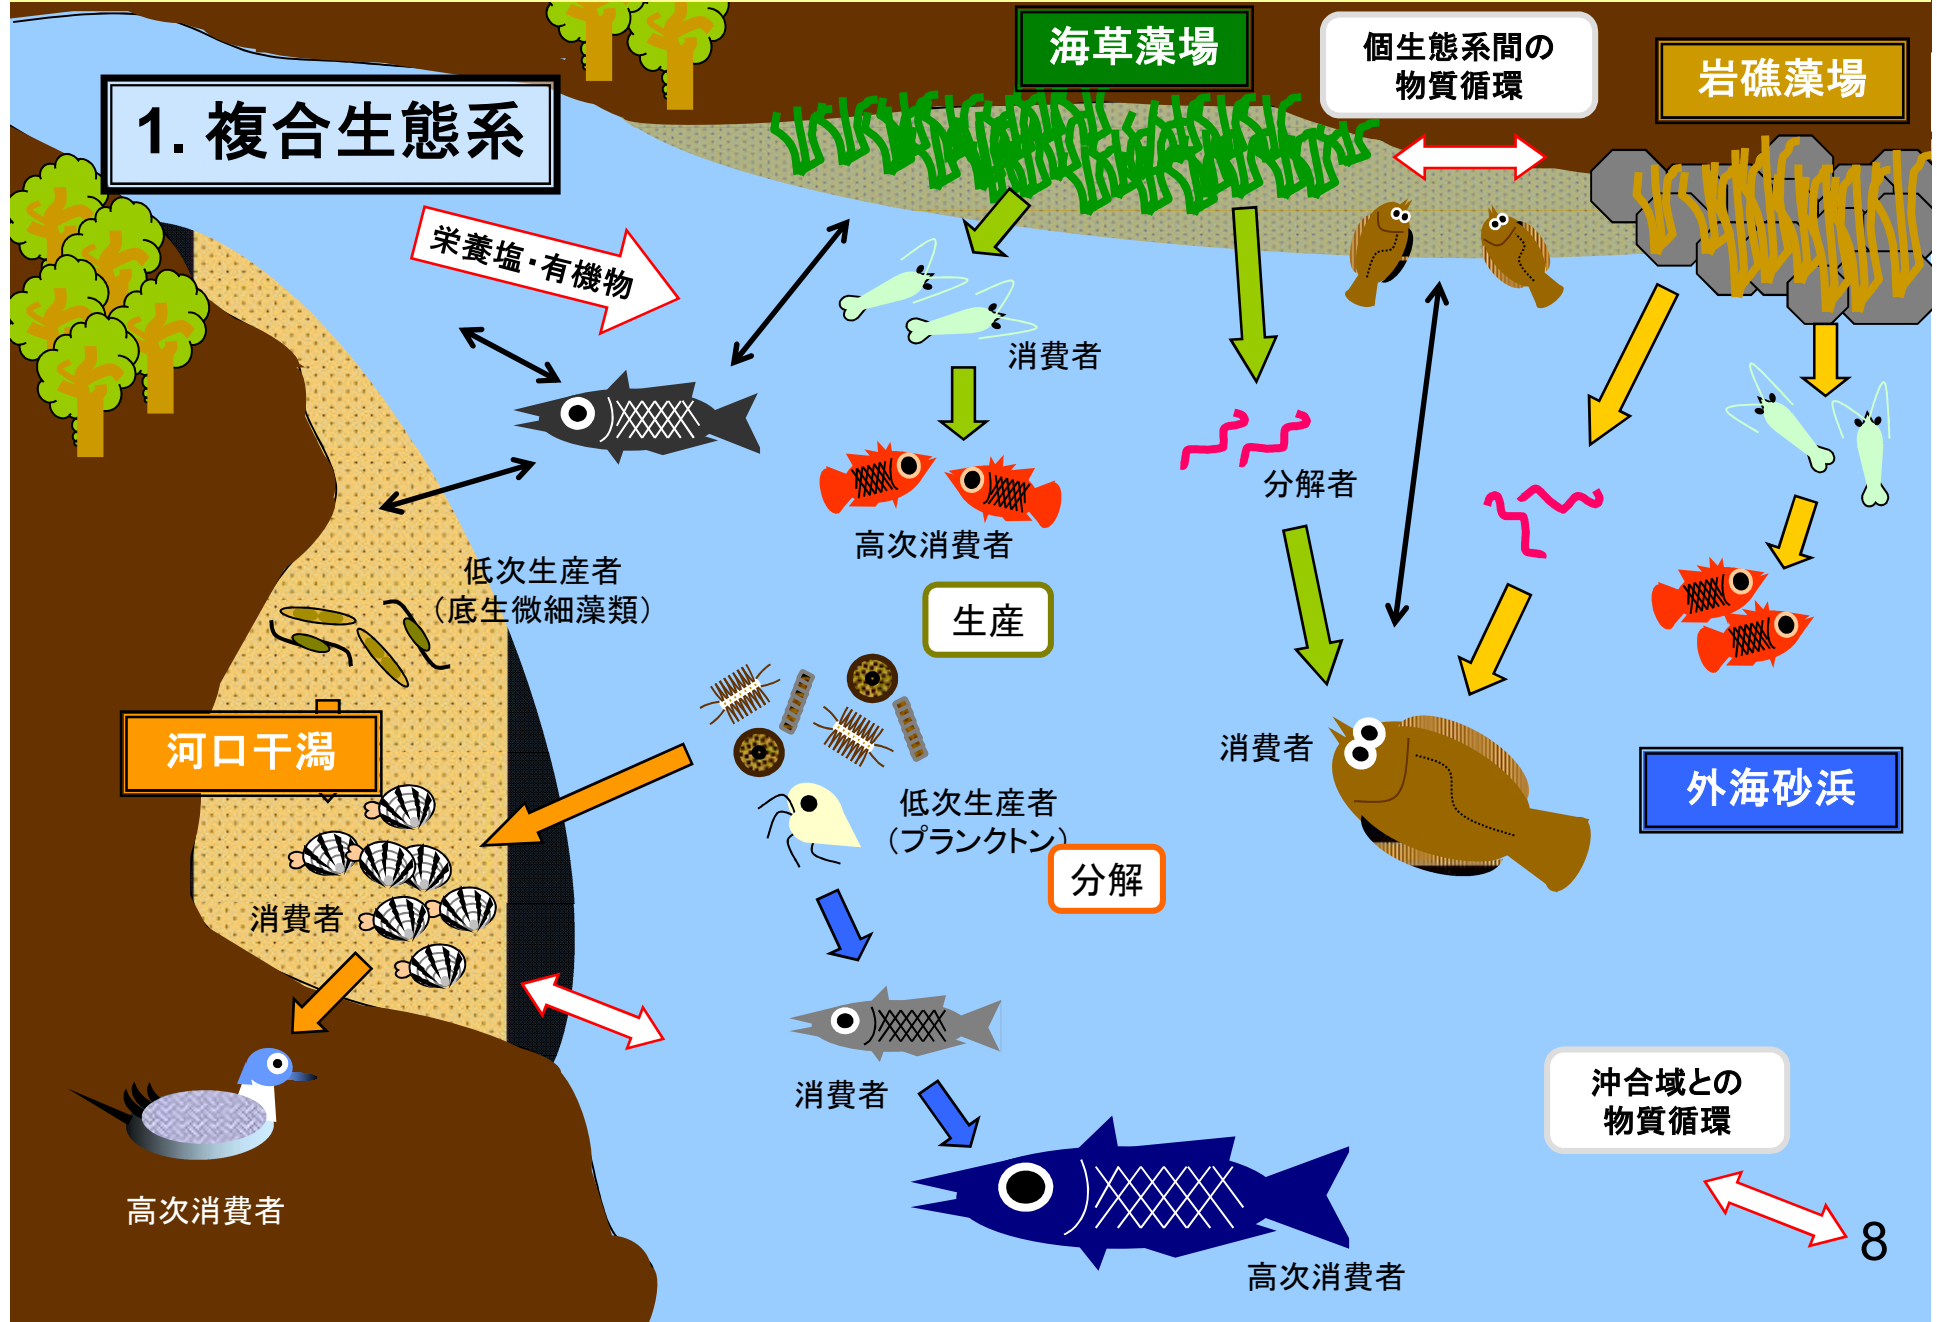 海草藻場
個生態系間の
物質循環
岩礁藻場
1. 複合生態系
栄養塩・有機物
消費者
分解者
高次消費者
低次生産者
(底生微細藻類)
生産
河口干潟
消費者
外海砂浜
低次生産者
(プランクトン)
分解
消費者
消費者
沖合域との
物質循環
高次消費者
8
高次消費者